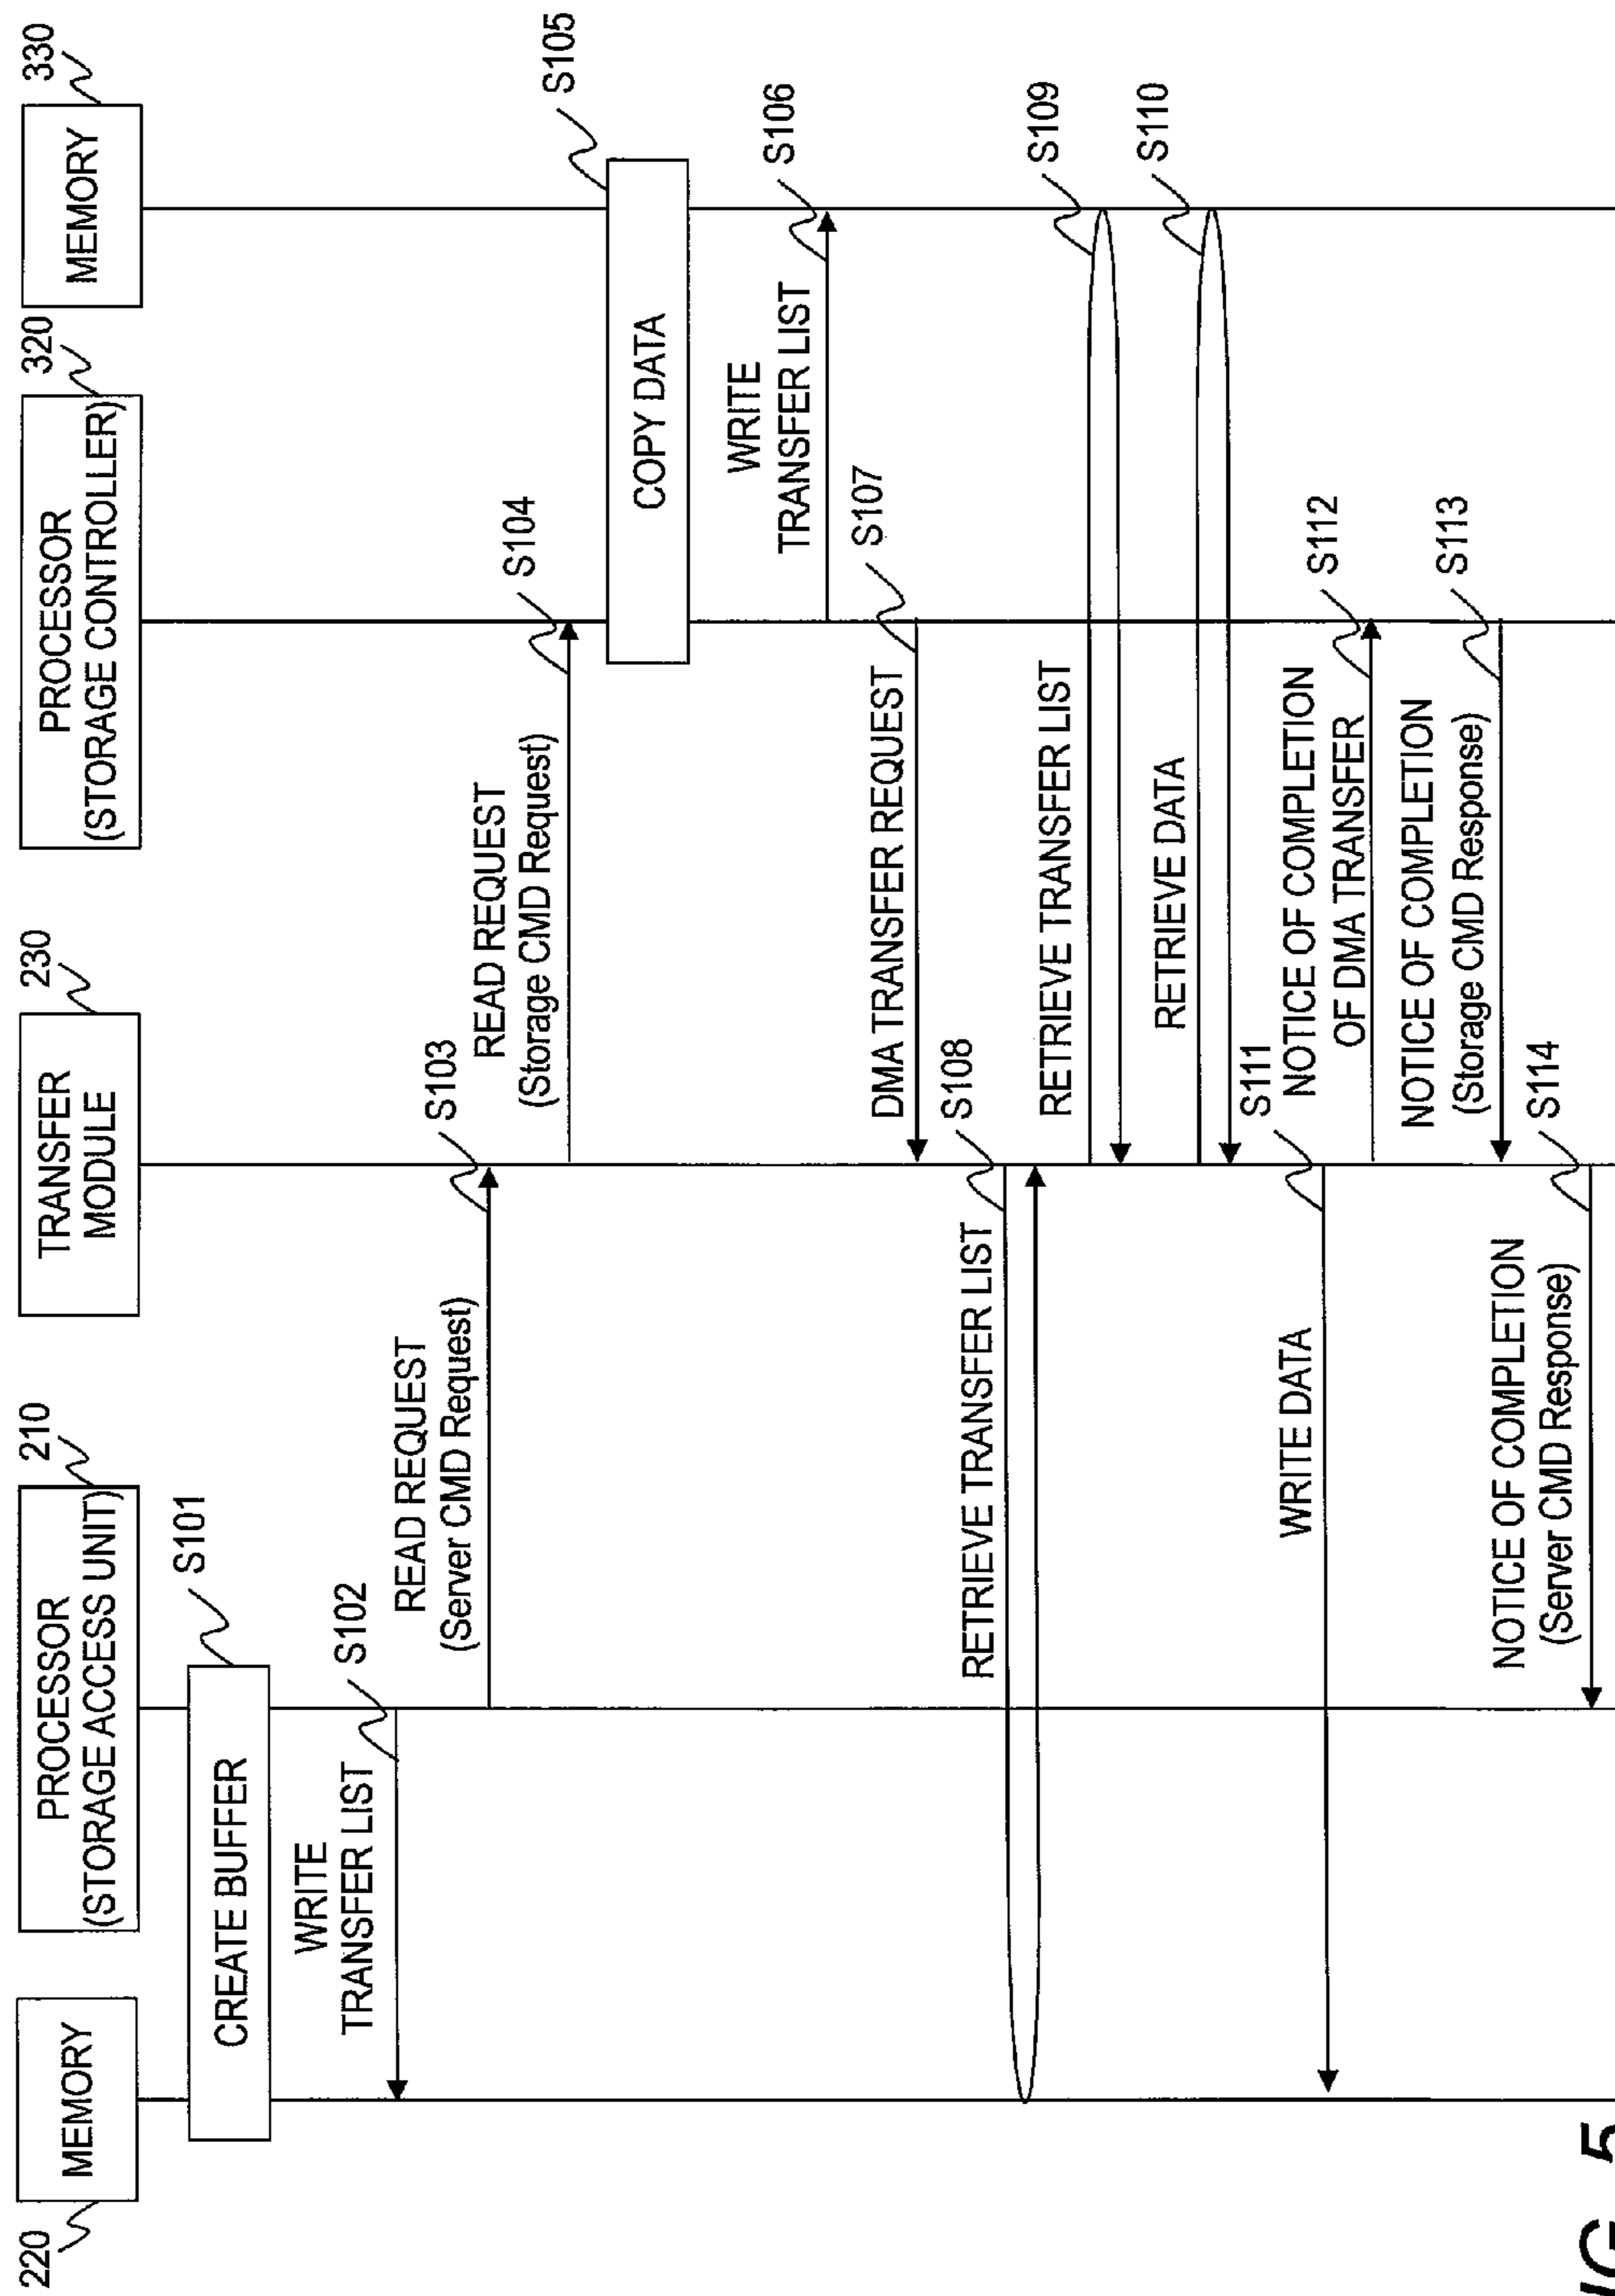 220
MEMORY
210
PROCESSOR
(STORAGE ACCESS UNIT)
230
TRANSFER
MODULE
320
PROCESSOR
(STORAGE CONTROLLER)
330
MEMORY
CREATE BUFFER
S101
WRITE
TRANSFER LIST
S102
READ REQUEST
(Server CMD Request)
S103
READ REQUEST
(Storage CMD Request)
S104
COPY DATA
S105
WRITE
TRANSFER LIST
S106
DMA TRANSFER REQUEST
S107
RETRIEVE TRANSFER LIST
S108
RETRIEVE TRANSFER LIST
S109
RETRIEVE DATA
S110
WRITE DATA
S111
NOTICE OF COMPLETION
OF DMA TRANSFER
S112
NOTICE OF COMPLETION
(Storage CMD Response)
S113
NOTICE OF COMPLETION
(Server CMD Response)
S114